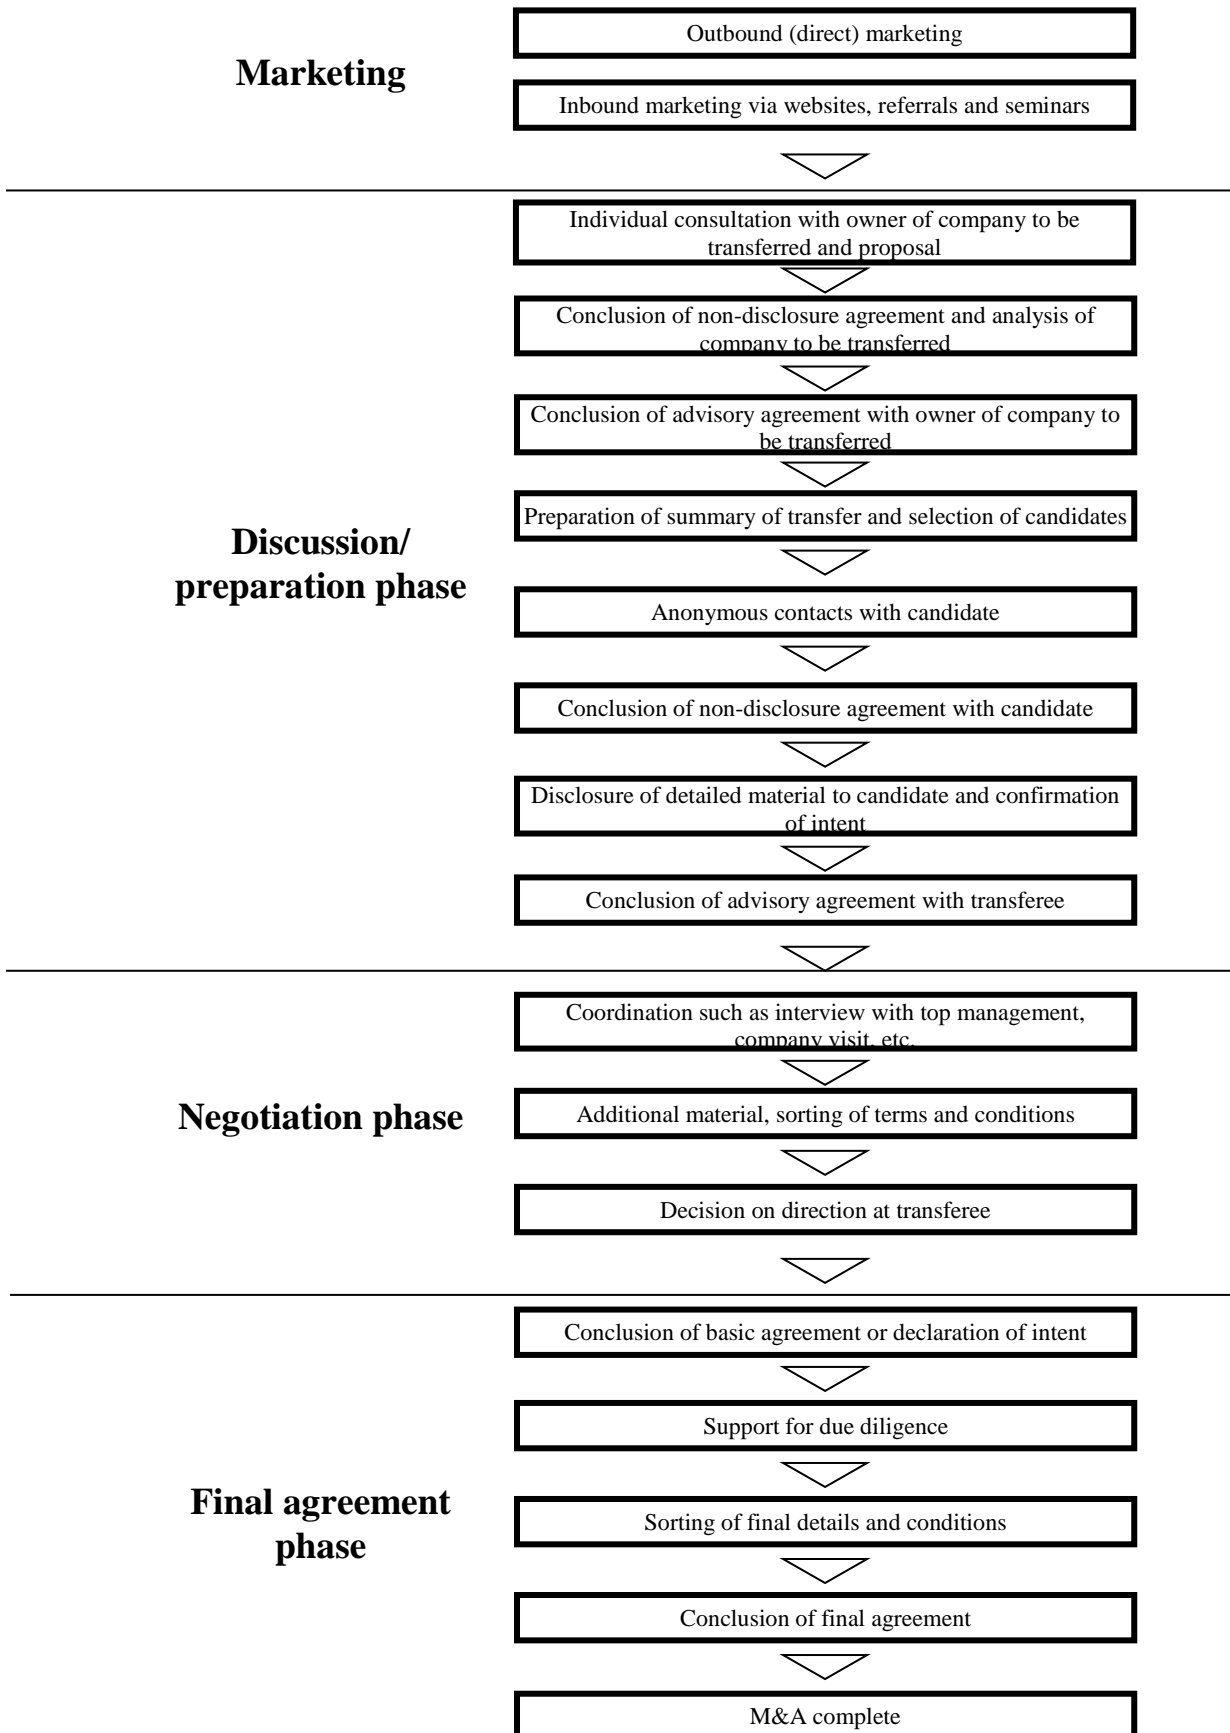 Marketing
Outbound (direct) marketing
Inbound marketing via websites, referrals and seminars
Discussion/
preparation phase
Individual consultation with owner of company to be
transferred and proposal
Conclusion of non-disclosure agreement and analysis of
company to be transferred
Conclusion of advisory agreement with owner of company to
be transferred
Preparation of summary of transfer and selection of candidates
Anonymous contacts with candidate
Conclusion of non-disclosure agreement with candidate
Disclosure of detailed material to candidate and confirmation
of intent
Conclusion of advisory agreement with transferee
Negotiation phase
Coordination such as interview with top management,
company visit, etc.
Additional material, sorting of terms and conditions
Decision on direction at transferee
Final agreement
phase
Conclusion of basic agreement or declaration of intent
Support for due diligence
Sorting of final details and conditions
Conclusion of final agreement
M&A complete